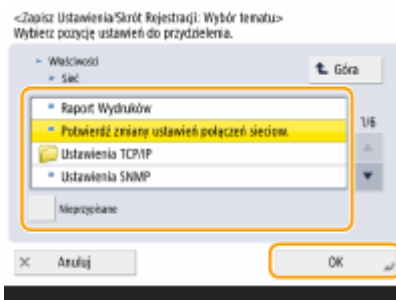 <Zapisz Ustawienia/Skrót Rejestracji: Wybór tematu>
Wybierz pozycję ustawień do przydzielenia.
Właściwości
Sieć
Góra
Raport Wydruków
1/6
Potwierdź zmiany ustawień połączeń sieciow.
Ustawienia TCP/IP
Ustawienia SNMP
Nieprzypisane
Anuluj
OK